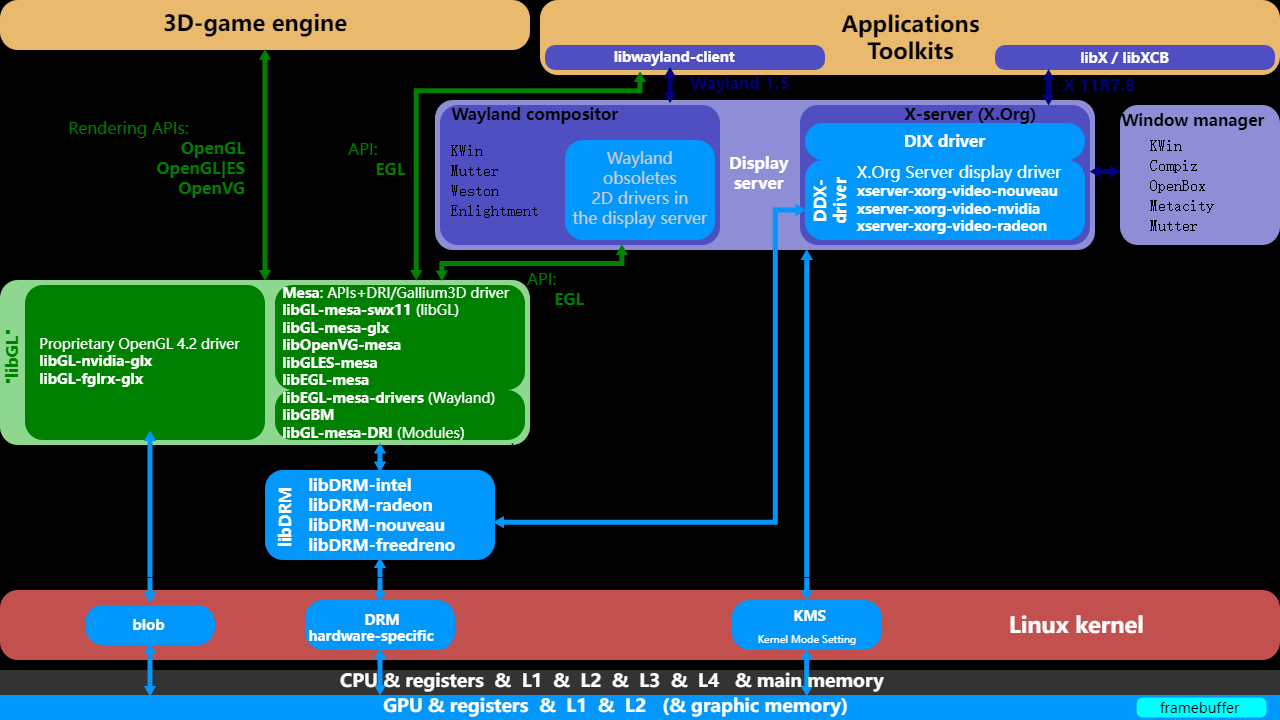 3D-game engine
Applications
Toolkits
libwayland-client
libX / libXCB
Wayland 1.5
X 11R7.8
Rendering APIs:
OpenGL
OpenGL|ES
OpenVG
API:
EGL
Wayland compositor
KWin
Mutter
Weston
Enlightment
Wayland
obsoletes
2D drivers in
the display server
Display
server
X-server (X.Org)
DIX driver
DDX-
driver
X.Org Server display driver
xserver-xorg-video-nouveau
xserver-xorg-video-nvidia
xserver-xorg-video-radeon
Window manager
KWin
Compiz
OpenBox
Metacity
Mutter
API:
EGL
"libGL"
Proprietary OpenGL 4.2 driver
libGL-nvidia-glx
libGL-fglrx-glx
Mesa: APIs+DRI/Gallium3D driver
libGL-mesa-swx11 (libGL)
libGL-mesa-glx
libOpenVG-mesa
libGLES-mesa
libEGL-mesa
libEGL-mesa-drivers (Wayland)
libGBM
libGL-mesa-DRI (Modules)
libDRM
libDRM-intel
libDRM-radeon
libDRM-nouveau
libDRM-freedreno
blob
DRM
hardware-specific
KMS
Kernel Mode Setting
Linux kernel
CPU & registers & L1 & L2 & L3 & L4 & main memory
GPU & registers & L1 & L2 (& graphic memory)
framebuffer